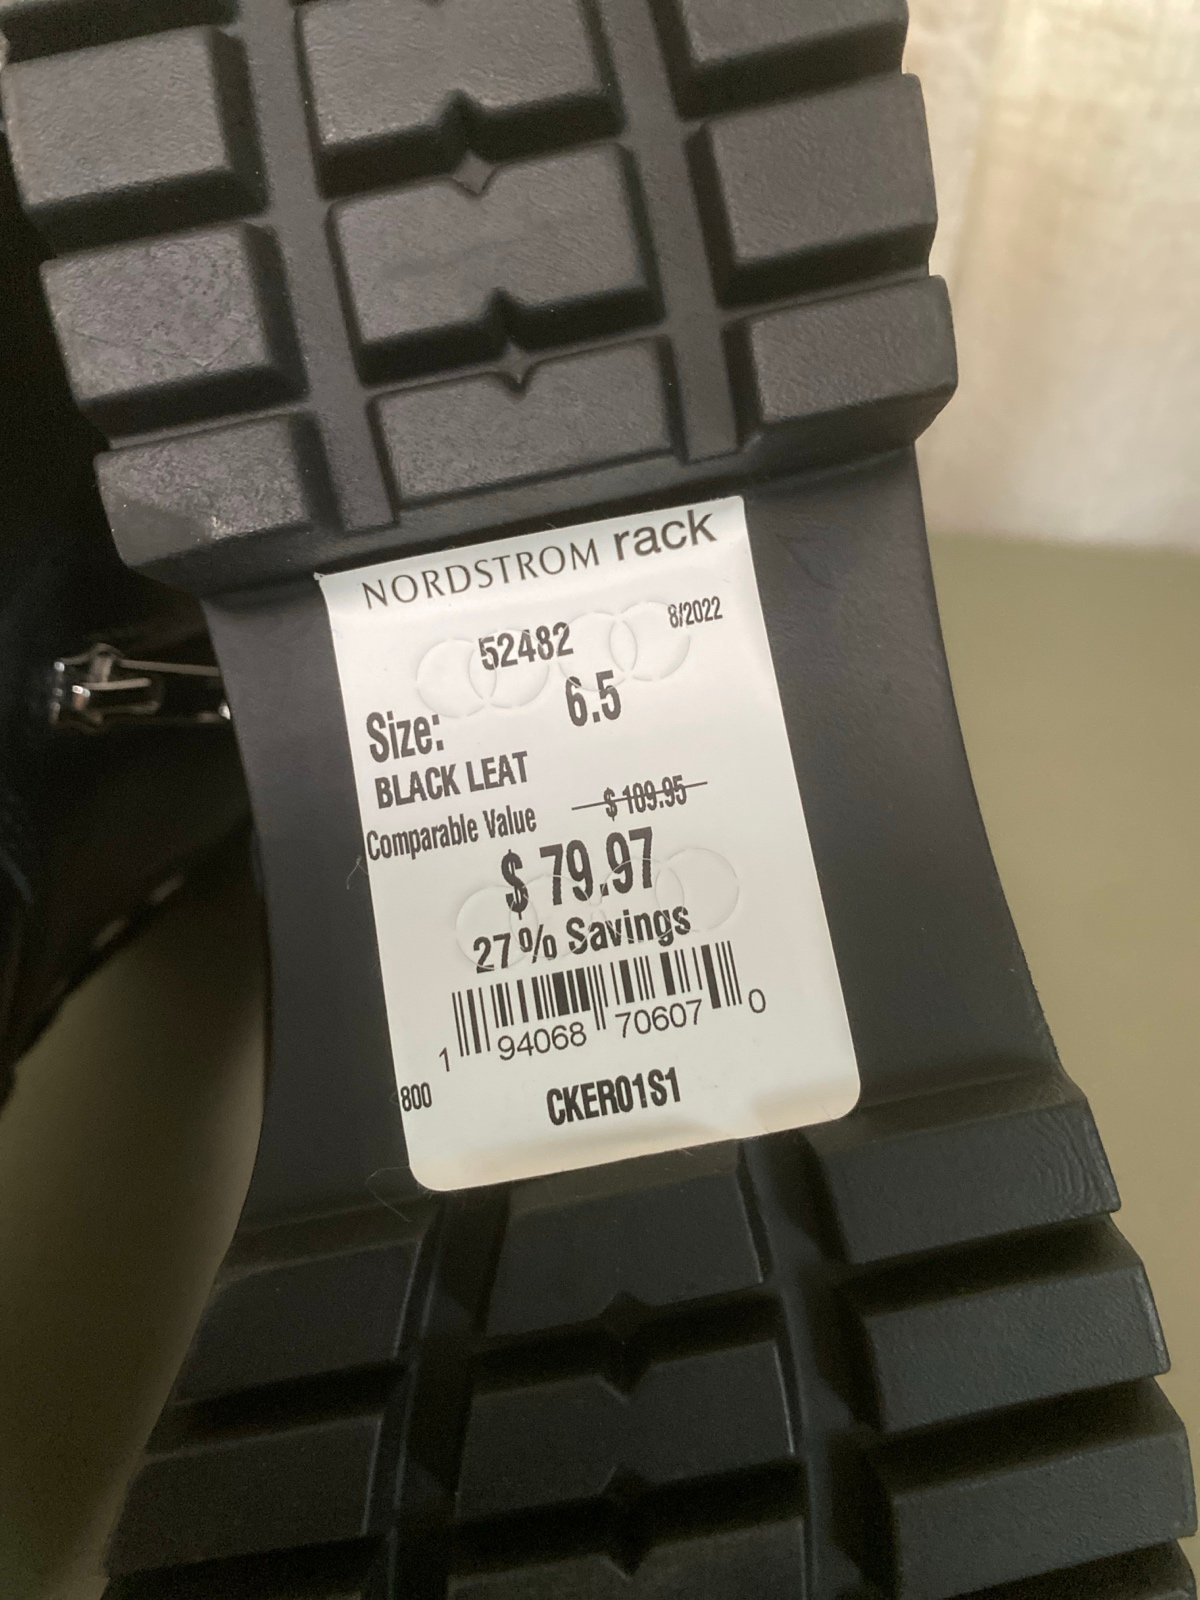 NORDSTROM rack
8/2022
52482
Size: 6.5
BLACK LEAT
Comparable Value $ 109.95
$ 79.97
27% Savings
1 94068 70607 0
800
CKER01S1